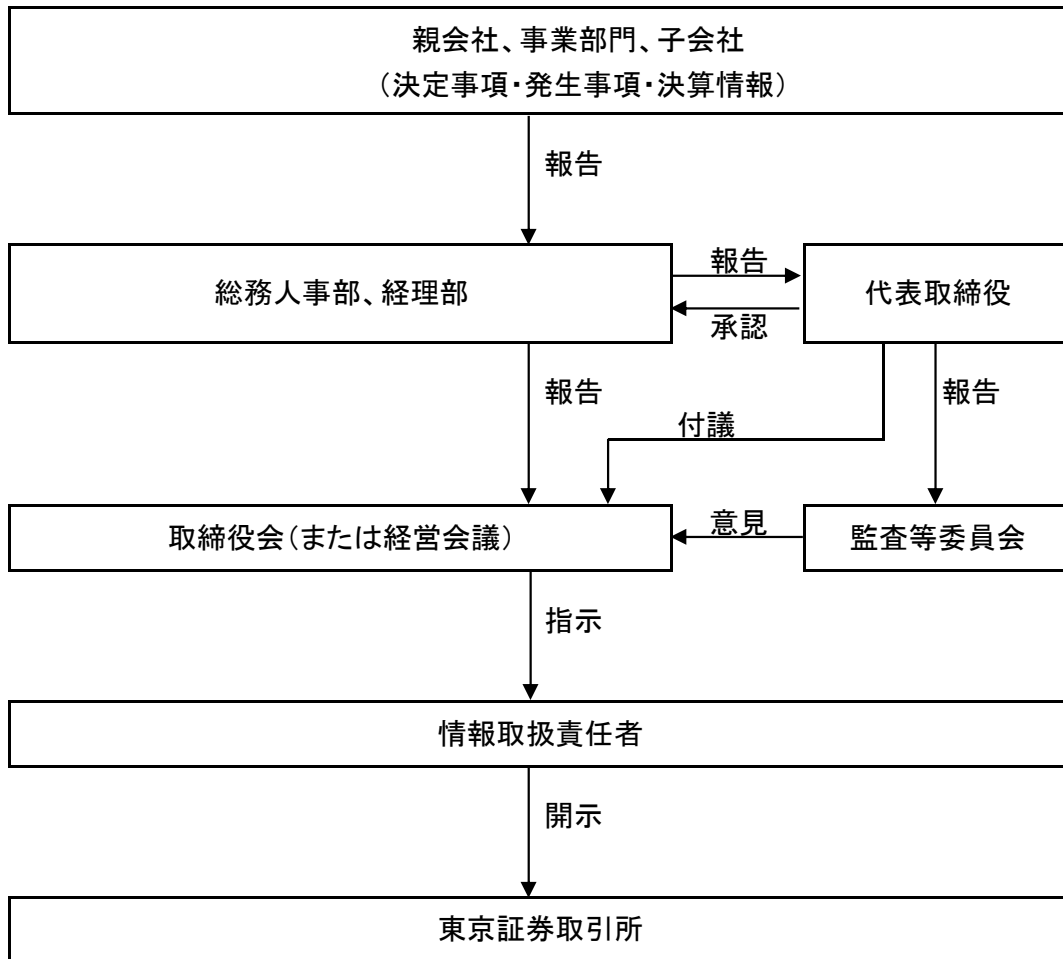 親会社、事業部門、子会社
（決定事項・発生事項・決算情報）
報告
総務人事部、経理部
報告
承認
代表取締役
報告
付議
報告
取締役会（または経営会議）
意見
監査等委員会
指示
情報取扱責任者
開示
東京証券取引所